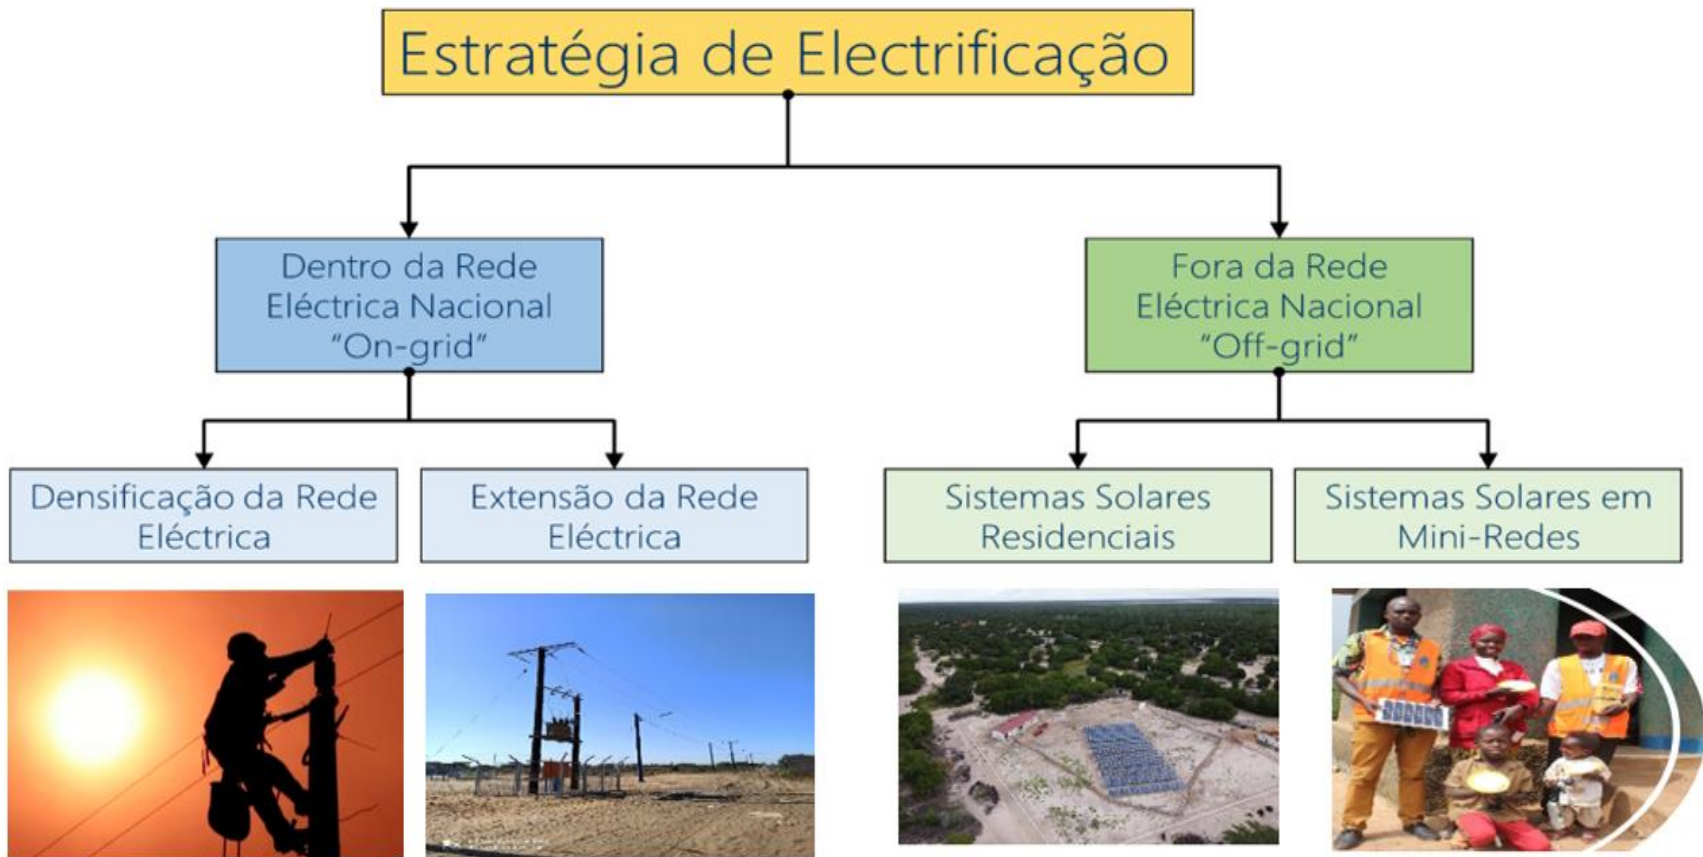 Estratégia de Electrificação
Dentro da Rede
Eléctrica Nacional
“On-grid”
Fora da Rede
Eléctrica Nacional
“Off-grid”
Densificação da Rede
Eléctrica
Extensão da Rede
Eléctrica
Sistemas Solares
Residenciais
Sistemas Solares em
Mini-Redes